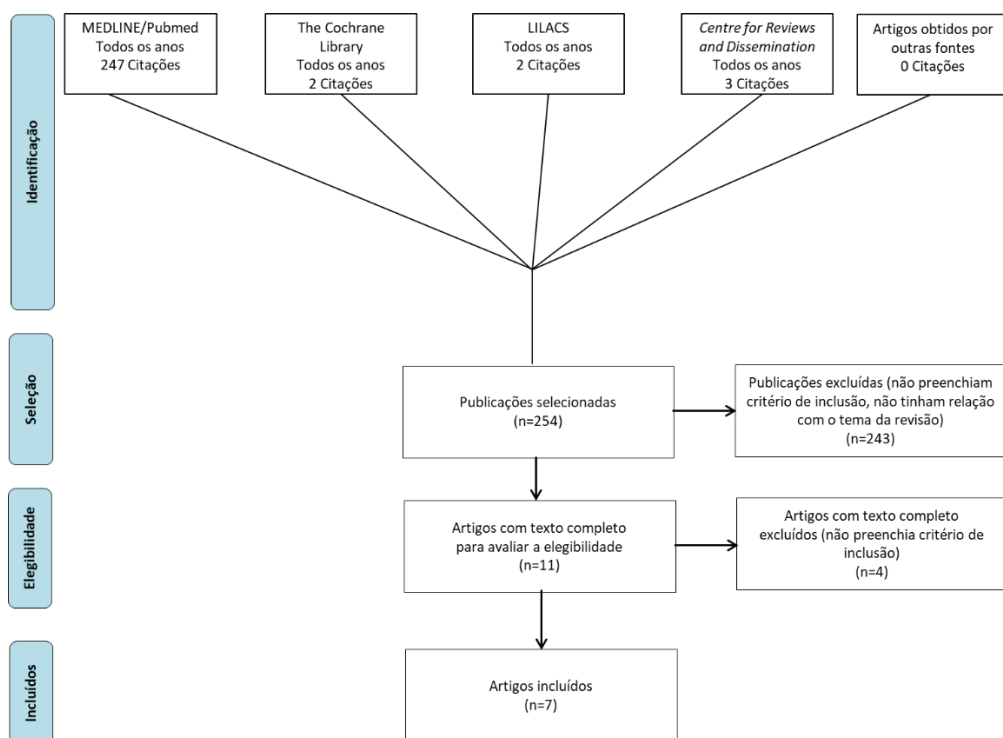 Identificação
MEDLINE/Pubmed
Todos os anos
247 Citações
The Cochrane
Library
Todos os anos
2 Citações
LILACS
Todos os anos
2 Citações
Centre for Reviews
and Dissemination
Todos os anos
3 Citações
Artigos obtidos por
outras fontes
0 Citações
Seleção
Publicações selecionadas
(n=254)
Publicações excluídas (não preenchiam
critério de inclusão, não tinham relação
com o tema da revisão)
(n=243)
Elegibilidade
Artigos com texto completo
para avaliar a elegibilidade
(n=11)
Artigos com texto completo
excluídos (não preenchia critério de
inclusão)
(n=4)
Incluídos
Artigos incluídos
(n=7)